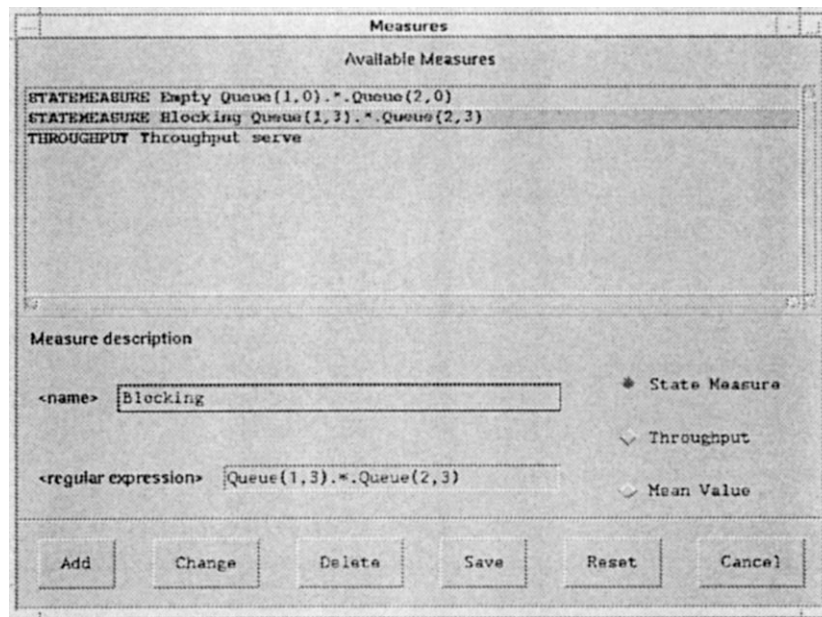 Measures
Available Measures
STATEMEASURE Empty Queue(1,0).*.Queue(2,0)
STATEMEASURE Blocking Queue(1,3).*.Queue(2,3)
THROUGHPUT Throughput serve
Measure description
<name> Blocking
State Measure
Throughput
<regular expression> Queue(1,3).*.Queue(2,3)
Mean Value
Add Change Delete Save Reset Cancel